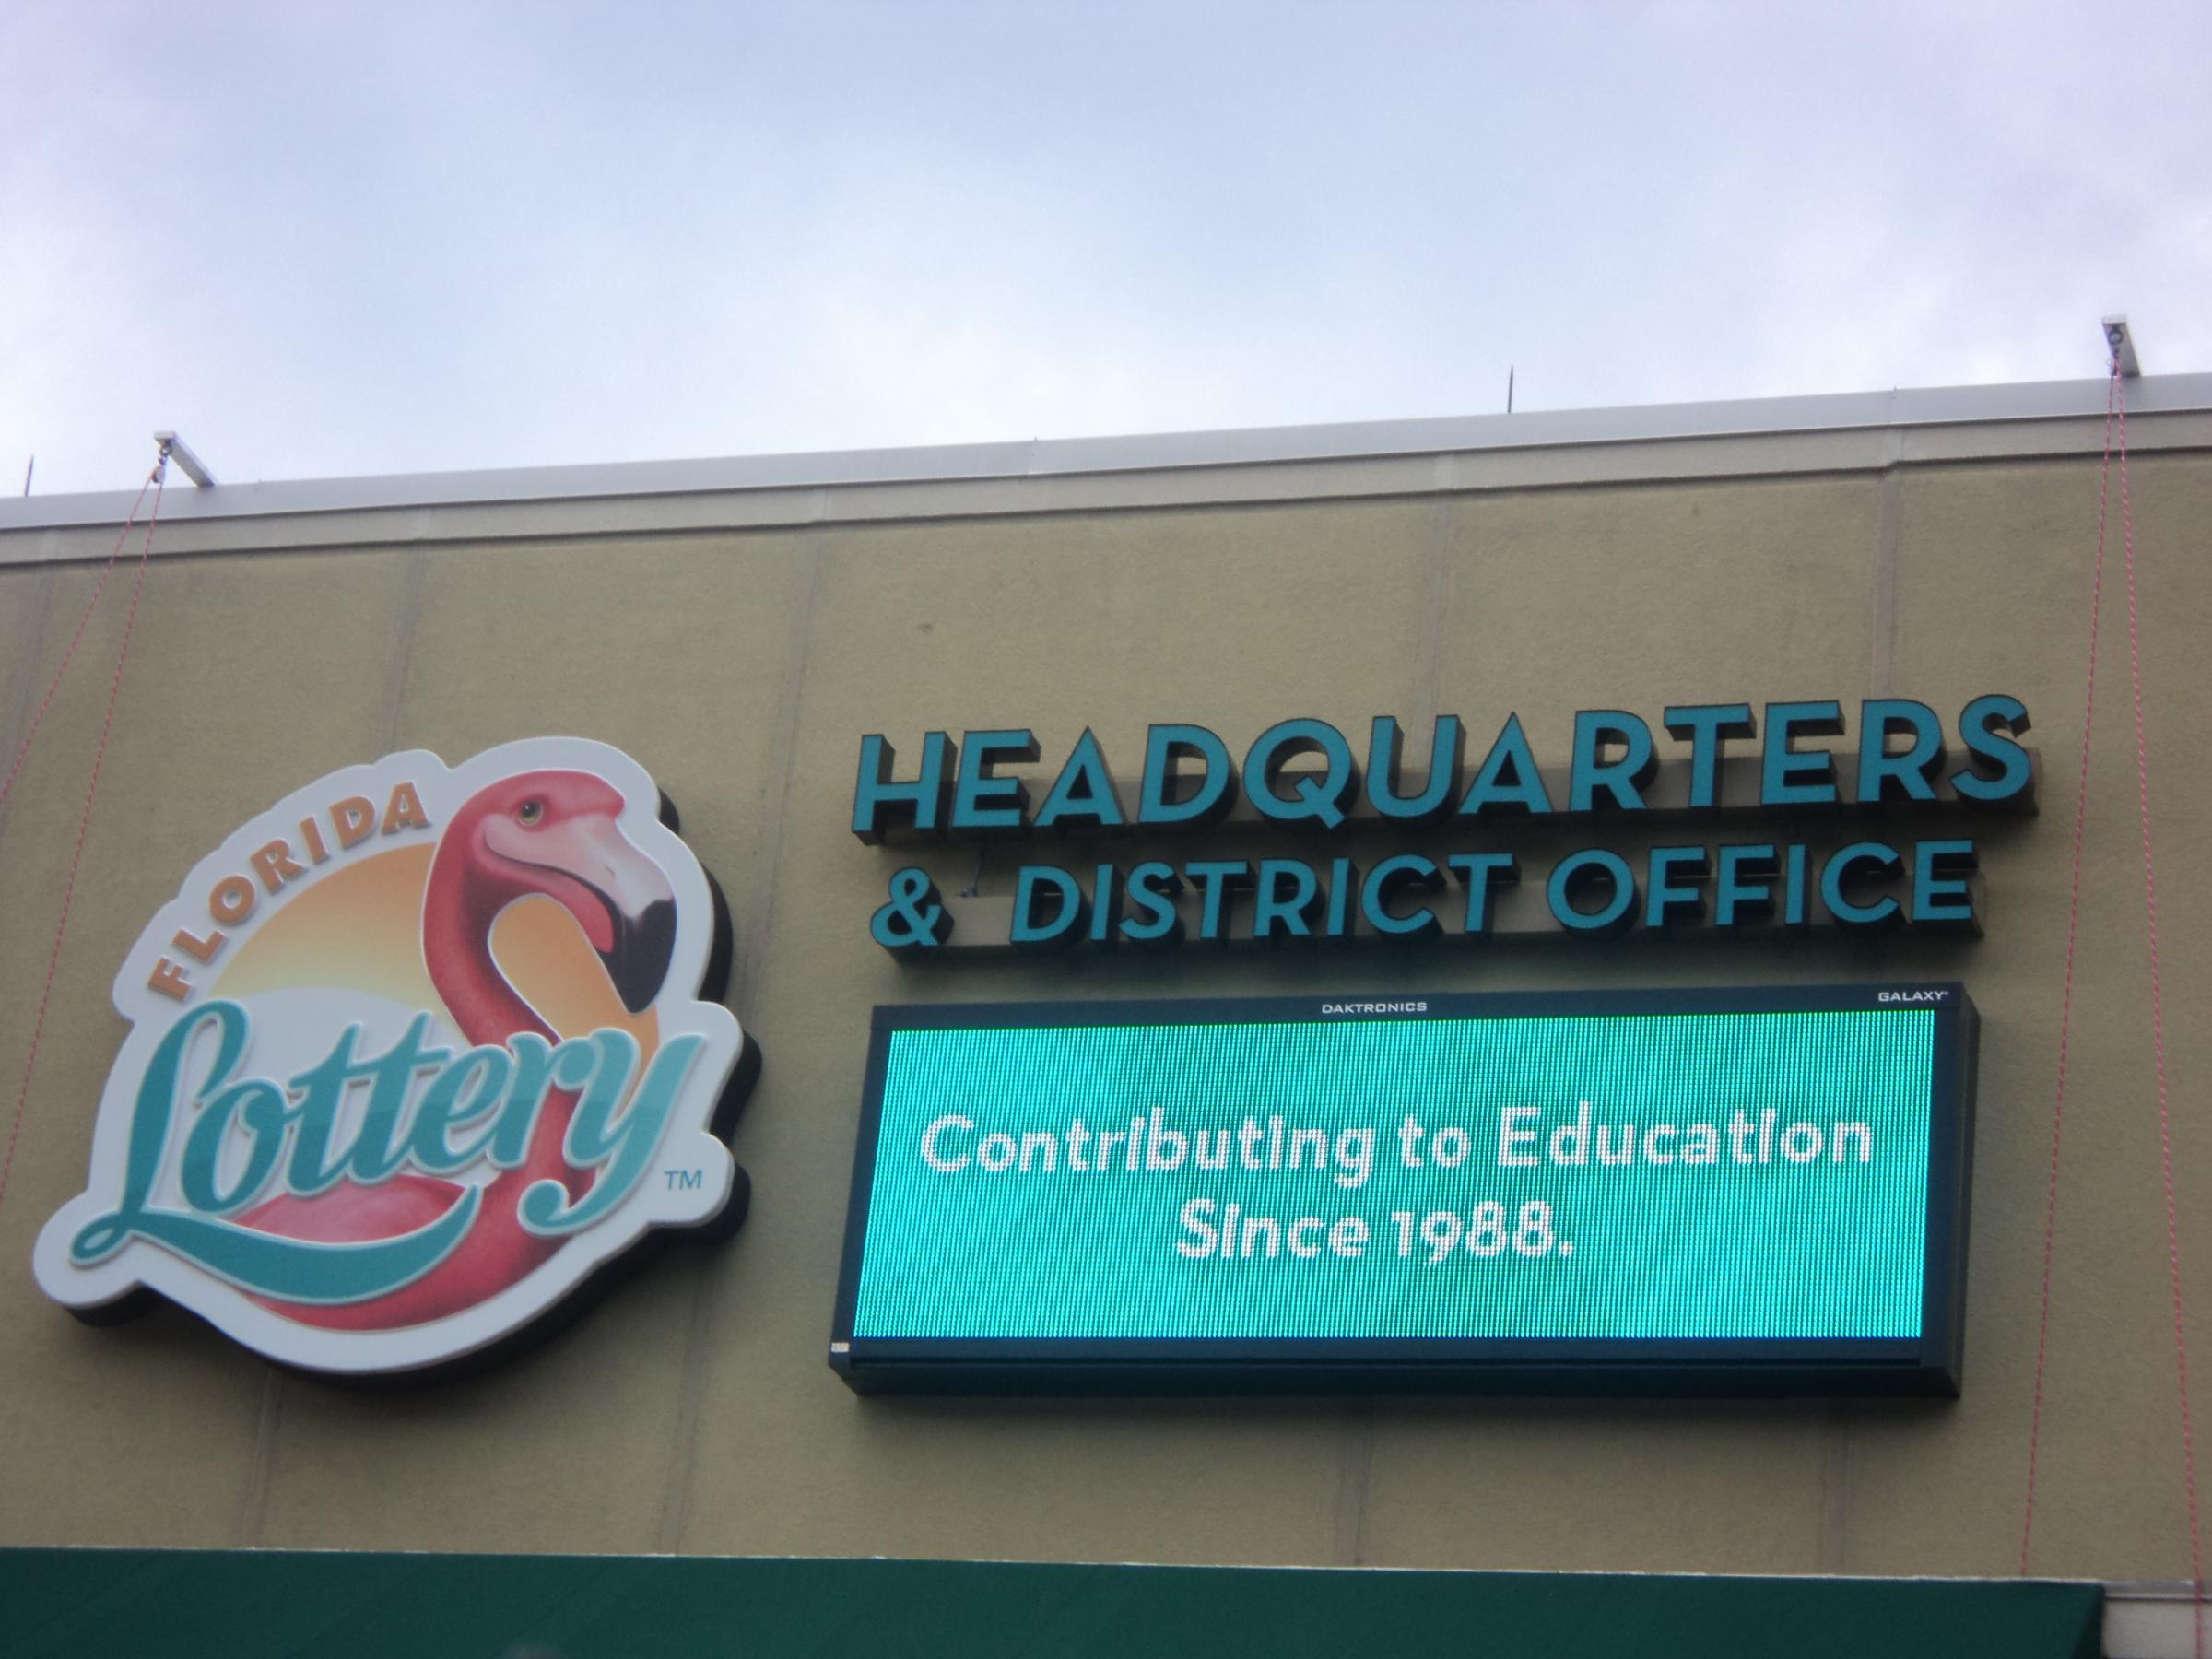 FLORIDA
Lottery
TM
HEADQUARTERS
& DISTRICT OFFICE
DAKTRONICS
GALAXY®
Contributing to Education
Since 1988.